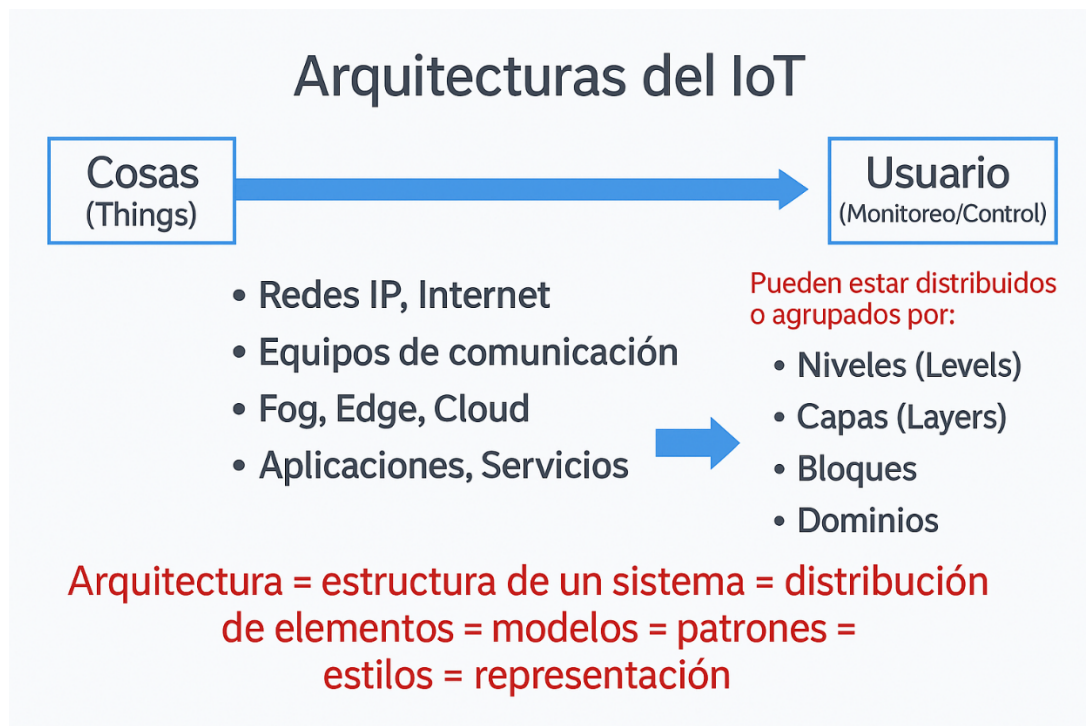 Arquitecturas del IoT
Cosas
(Things)
Usuario
(Monitoreo/Control)
• Redes IP, Internet
• Equipos de comunicación
• Fog, Edge, Cloud
• Aplicaciones, Servicios
Pueden estar distribuidos
o agrupados por:
• Niveles (Levels)
• Capas (Layers)
• Bloques
• Dominios
Arquitectura = estructura de un sistema = distribución
de elementos = modelos = patrones =
estilos = representación